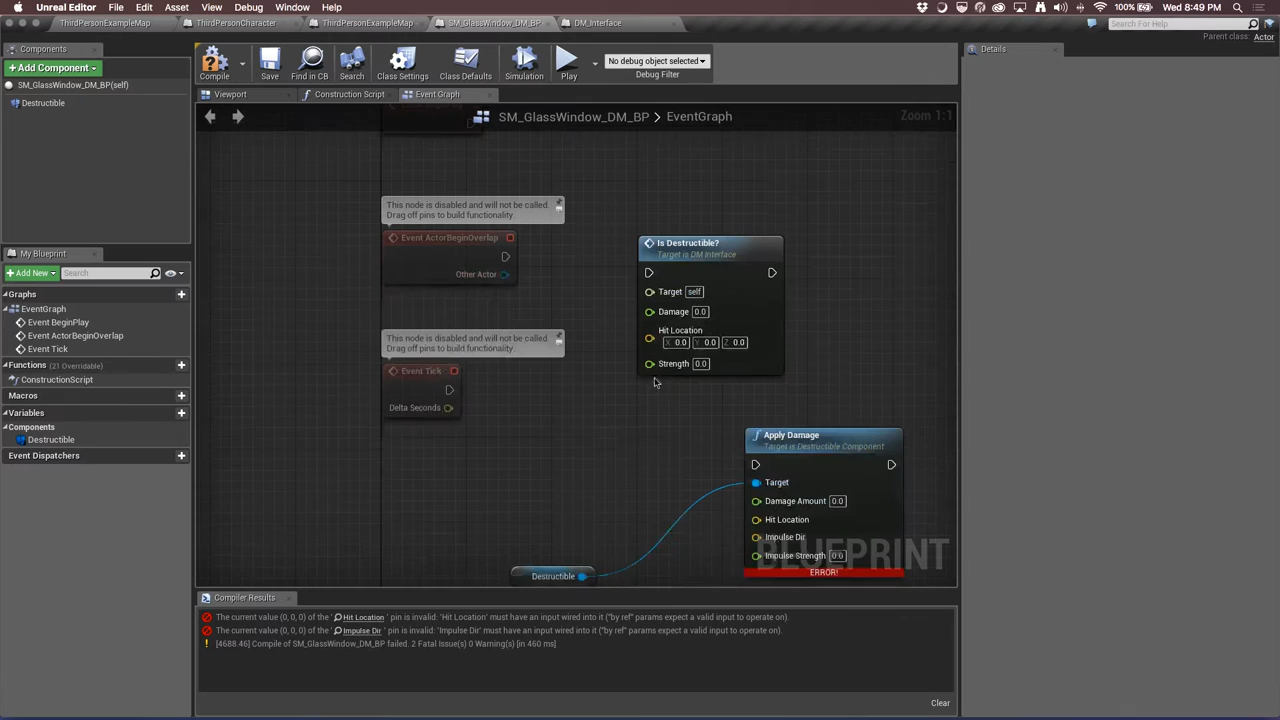 Unreal Editor File Edit Asset View Debug Window Help 100% Wed 8:49 PM
ThirdPersonExampleMap ThirdPersonCharacter ThirdPersonExampleMap SM_GlassWindow_DM_BP DM_Interface
Search For Help
Parent class: Actor
Components
Details
+Add Component
SM_GlassWindow_DM_BP(self)
Destructible
Compile Save Find in CB Search Class Settings Class Defaults Simulation Play
No debug object selected
Debug Filter
Viewport Construction Script Event Graph
SM_GlassWindow_DM_BP > EventGraph
Zoom 1:1
This node is disabled and will not be called.
Drag off pins to build functionality.
Event ActorBeginOverlap
Other Actor
This node is disabled and will not be called.
Drag off pins to build functionality.
Event Tick
Delta Seconds
Is Destructible?
Target is DM Interface
Target self
Damage 0.0
Hit Location
X 0.0 Y 0.0 Z 0.0
Strength 0.0
Apply Damage
Target is Destructible Component
Target
Damage Amount 0.0
Hit Location
Impulse Dir
Impulse Strength 0.0
ERROR!
Destructible
BLUEPRINT
My Blueprint
+Add New Search
Graphs
EventGraph
Event BeginPlay
Event ActorBeginOverlap
Event Tick
Functions (21 Overridable)
ConstructionScript
Macros
Variables
Components
Destructible
Event Dispatchers
Compiler Results
The current value (0, 0, 0) of the ' Hit Location ' pin is invalid: 'Hit Location' must have an input wired into it ("by ref" params expect a valid input to operate on).
The current value (0, 0, 0) of the ' Impulse Dir ' pin is invalid: 'Impulse Dir' must have an input wired into it ("by ref" params expect a valid input to operate on).
[4688.46] Compile of SM_GlassWindow_DM_BP failed. 2 Fatal Issue(s) 0 Warning(s) [in 460 ms]
Clear